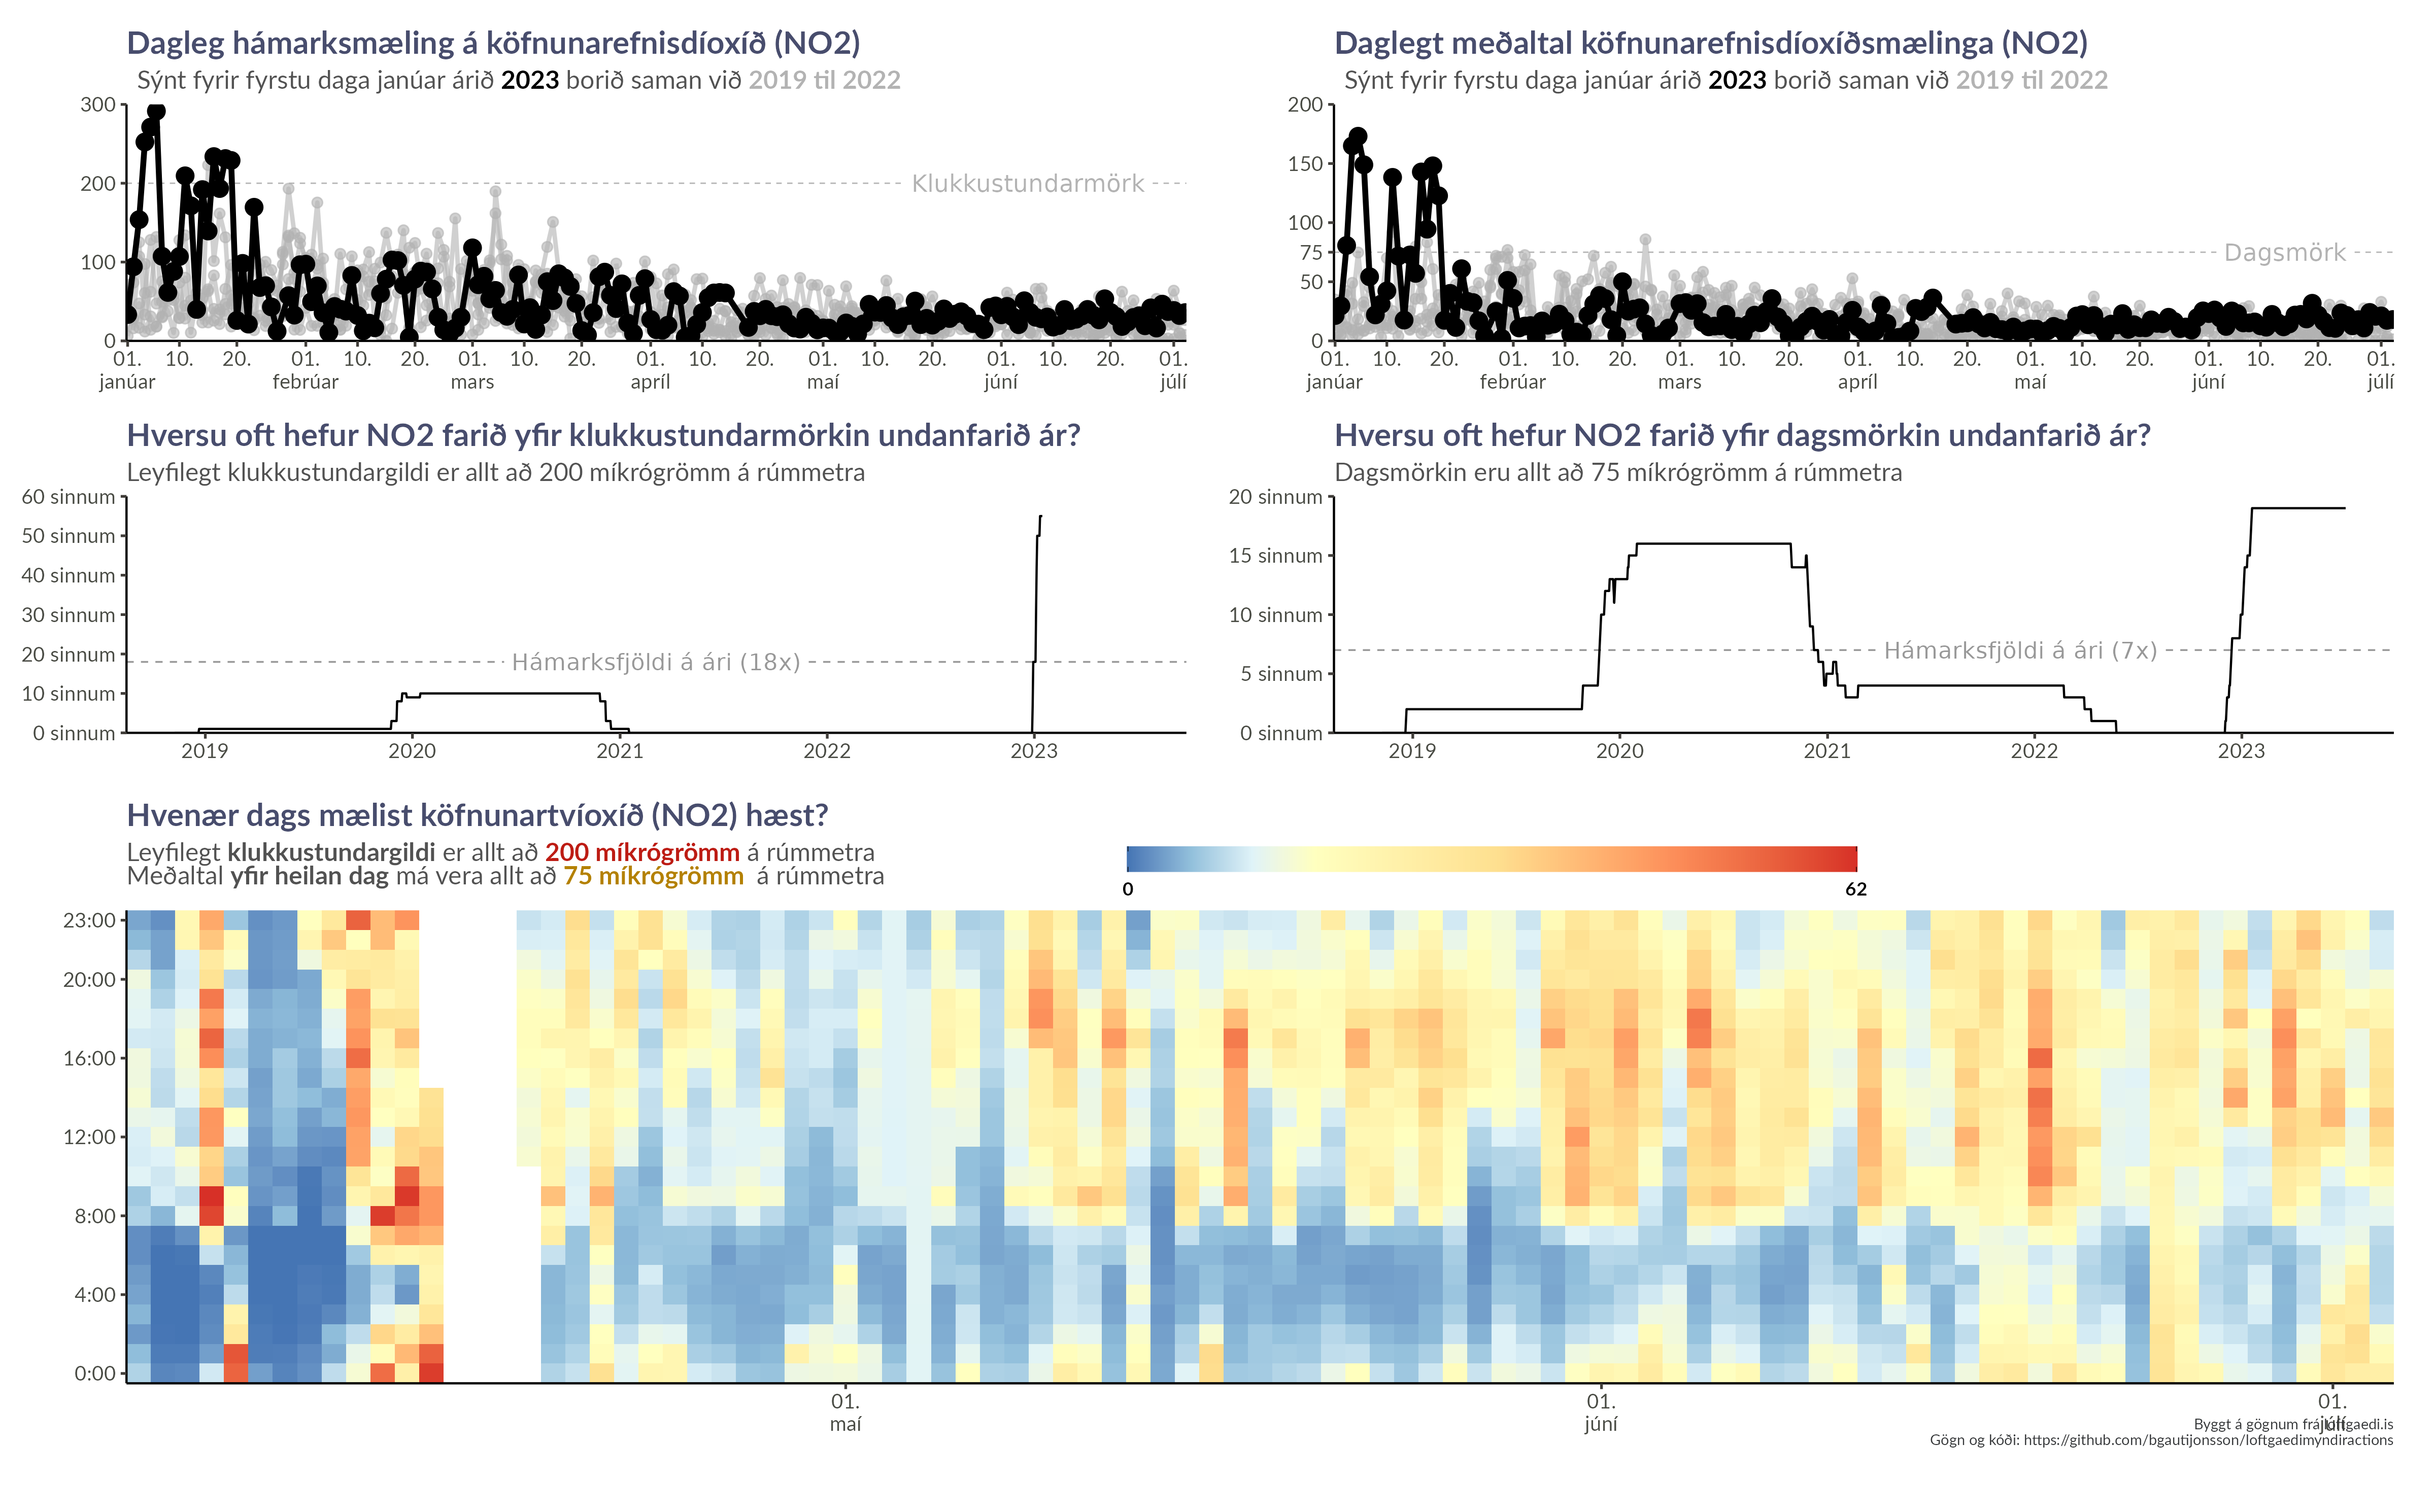 Dagleg hámarksmæling á köfnunarefnisdíoxíð (NO2)
Sýnt fyrir fyrstu daga janúar árið 2023 borið saman við 2019 til 2022
300
200
100
0
Klukkustundarmörk
01. 10. 20. 01. 10. 20. 01. 10. 20. 01. 10. 20. 01. 10. 20. 01. 10. 20. 01.
janúar febrúar mars apríl maí júní júlí
Daglegt meðaltal köfnunarefnisdíoxíðsmælinga (NO2)
Sýnt fyrir fyrstu daga janúar árið 2023 borið saman við 2019 til 2022
200
150
100
75
50
0
Dagsmörk
01. 10. 20. 01. 10. 20. 01. 10. 20. 01. 10. 20. 01. 10. 20. 01. 10. 20. 01.
janúar febrúar mars apríl maí júní júlí
Hversu oft hefur NO2 farið yfir klukkustundarmörkin undanfarið ár?
Leyfilegt klukkustundargildi er allt að 200 míkrógrömm á rúmmetra
60 sinnum
50 sinnum
40 sinnum
30 sinnum
20 sinnum
10 sinnum
0 sinnum
Hámarksfjöldi á ári (18x)
2019 2020 2021 2022 2023
Hversu oft hefur NO2 farið yfir dagsmörkin undanfarið ár?
Dagsmörkin eru allt að 75 míkrógrömm á rúmmetra
20 sinnum
15 sinnum
10 sinnum
5 sinnum
0 sinnum
Hámarksfjöldi á ári (7x)
2019 2020 2021 2022 2023
Hvenær dags mælist köfnunartvíoxíð (NO2) hæst?
Leyfilegt klukkustundargildi er allt að 200 míkrógrömm á rúmmetra
Meðaltal yfir heilan dag má vera allt að 75 míkrógrömm á rúmmetra
0 62
23:00
20:00
16:00
12:00
8:00
4:00
0:00
01. 01. 01.
maí júní júlí
Byggt á gögnum frá loftgaedi.is
Gögn og kóði: https://github.com/bgautijonsson/loftgaedimyndiractions